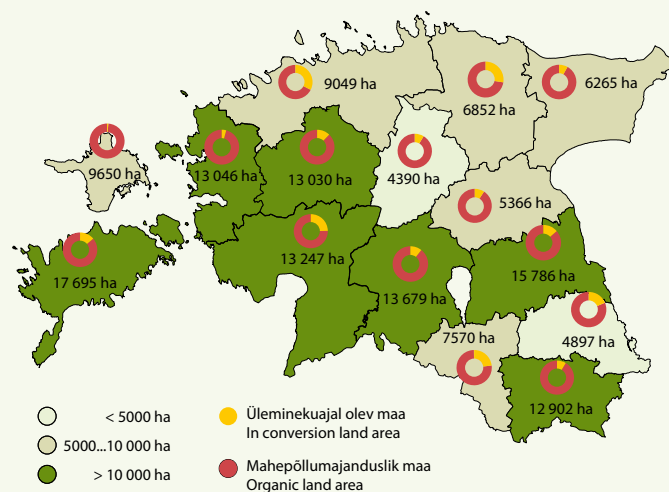 9049 ha
6852 ha
6265 ha
9650 ha
13 046 ha
13 030 ha
4390 ha
5366 ha
17 695 ha
13 247 ha
13 679 ha
15 786 ha
7570 ha
4897 ha
12 902 ha
< 5000 ha
5000...10 000 ha
> 10 000 ha
Üleminekuajal olev maa
In conversion land area
Mahepõllumajanduslik maa
Organic land area